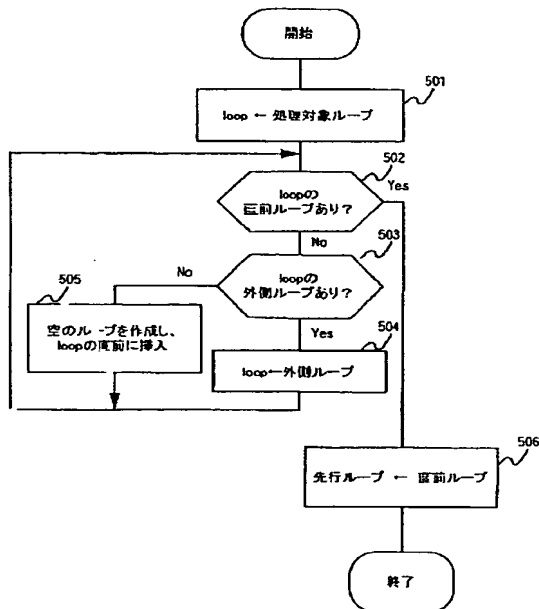 開始
501
loop ← 処理対象ループ
502
loopの
直前ループあり？
Yes
No
503
loopの
外側ループあり？
No
Yes
505
空のループを作成し、
loopの直前に挿入
504
loop←外側ループ
506
先行ループ ← 直前ループ
終了